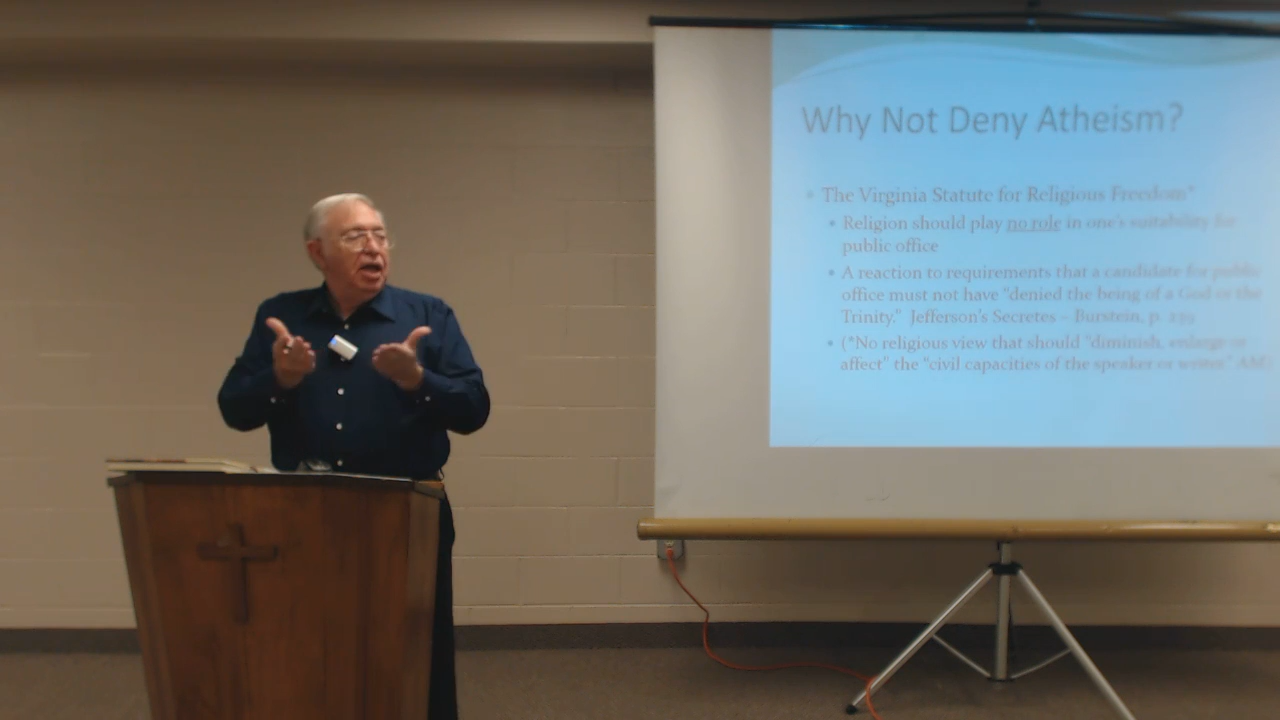 Why Not Deny Atheism?
The Virginia Statute for Religious Freedom*
Religion should play no role in one's suitability for
public office
A reaction to requirements that a candidate for public
office must not have "denied the being of a God or the
Trinity." Jefferson's Secretes – Burstein, p. 239
(*No religious view that should "diminish, enlarge or
affect" the "civil capacities of the speaker or writer" AM